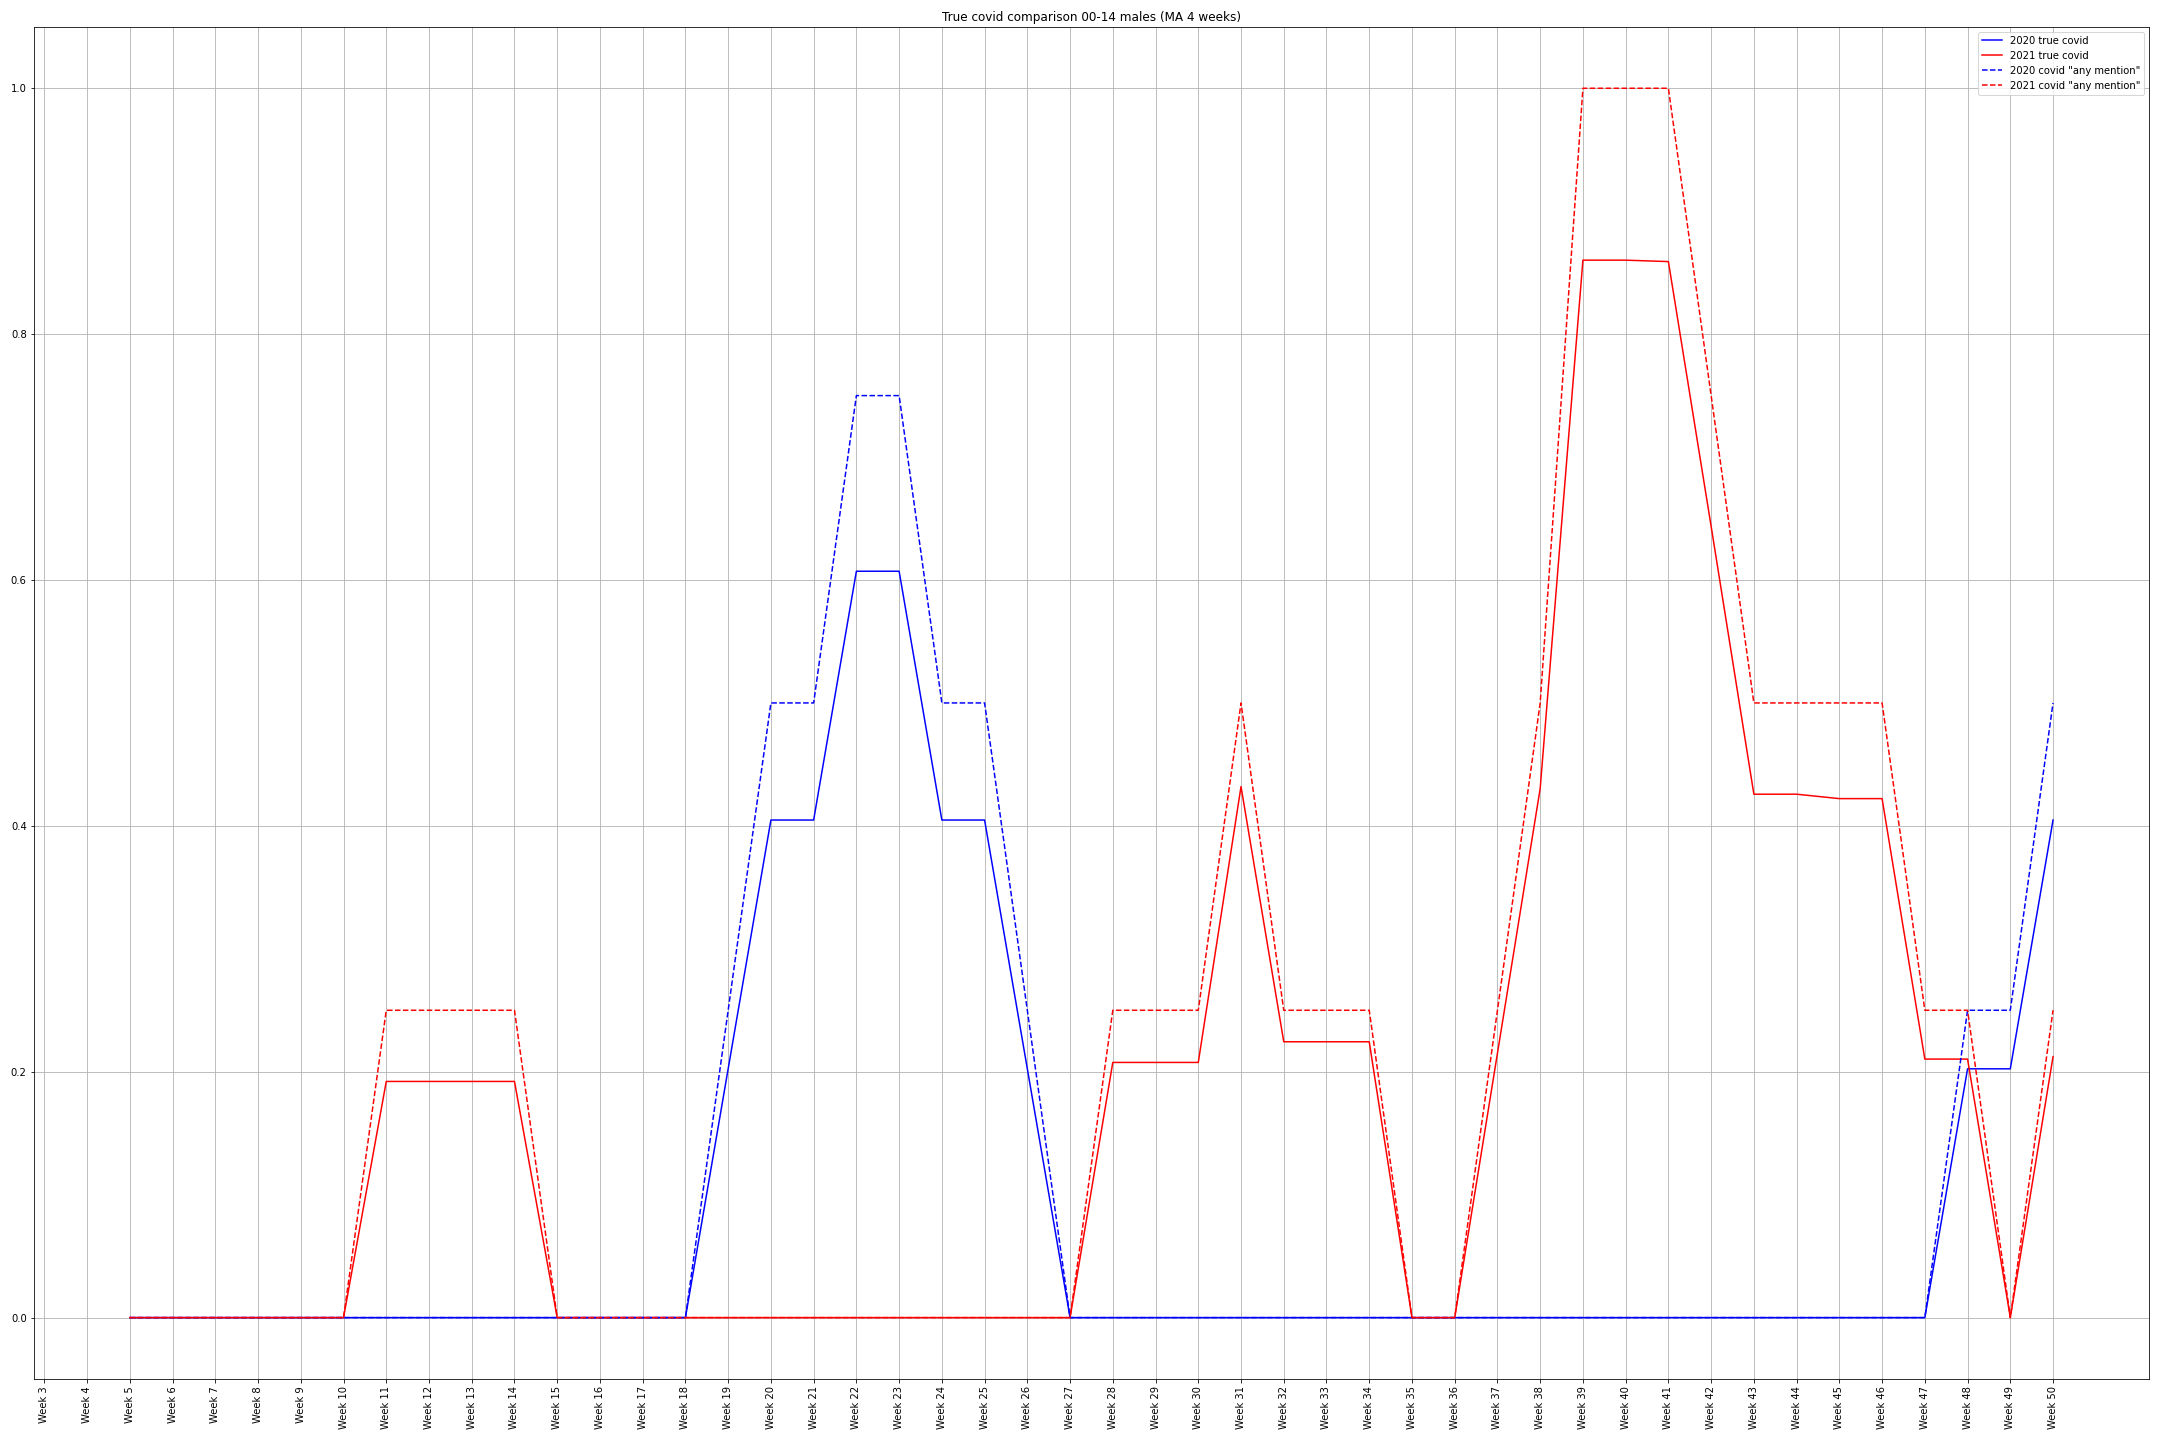 True covid comparison 00-14 males (MA 4 weeks)
2020 true covid
2021 true covid
2020 covid "any mention"
2021 covid "any mention"
1.0
0.8
0.6
0.4
0.2
0.0
Week 3
Week 4
Week 5
Week 6
Week 7
Week 8
Week 9
Week 10
Week 11
Week 12
Week 13
Week 14
Week 15
Week 16
Week 17
Week 18
Week 19
Week 20
Week 21
Week 22
Week 23
Week 24
Week 25
Week 26
Week 27
Week 28
Week 29
Week 30
Week 31
Week 32
Week 33
Week 34
Week 35
Week 36
Week 37
Week 38
Week 39
Week 40
Week 41
Week 42
Week 43
Week 44
Week 45
Week 46
Week 47
Week 48
Week 49
Week 50